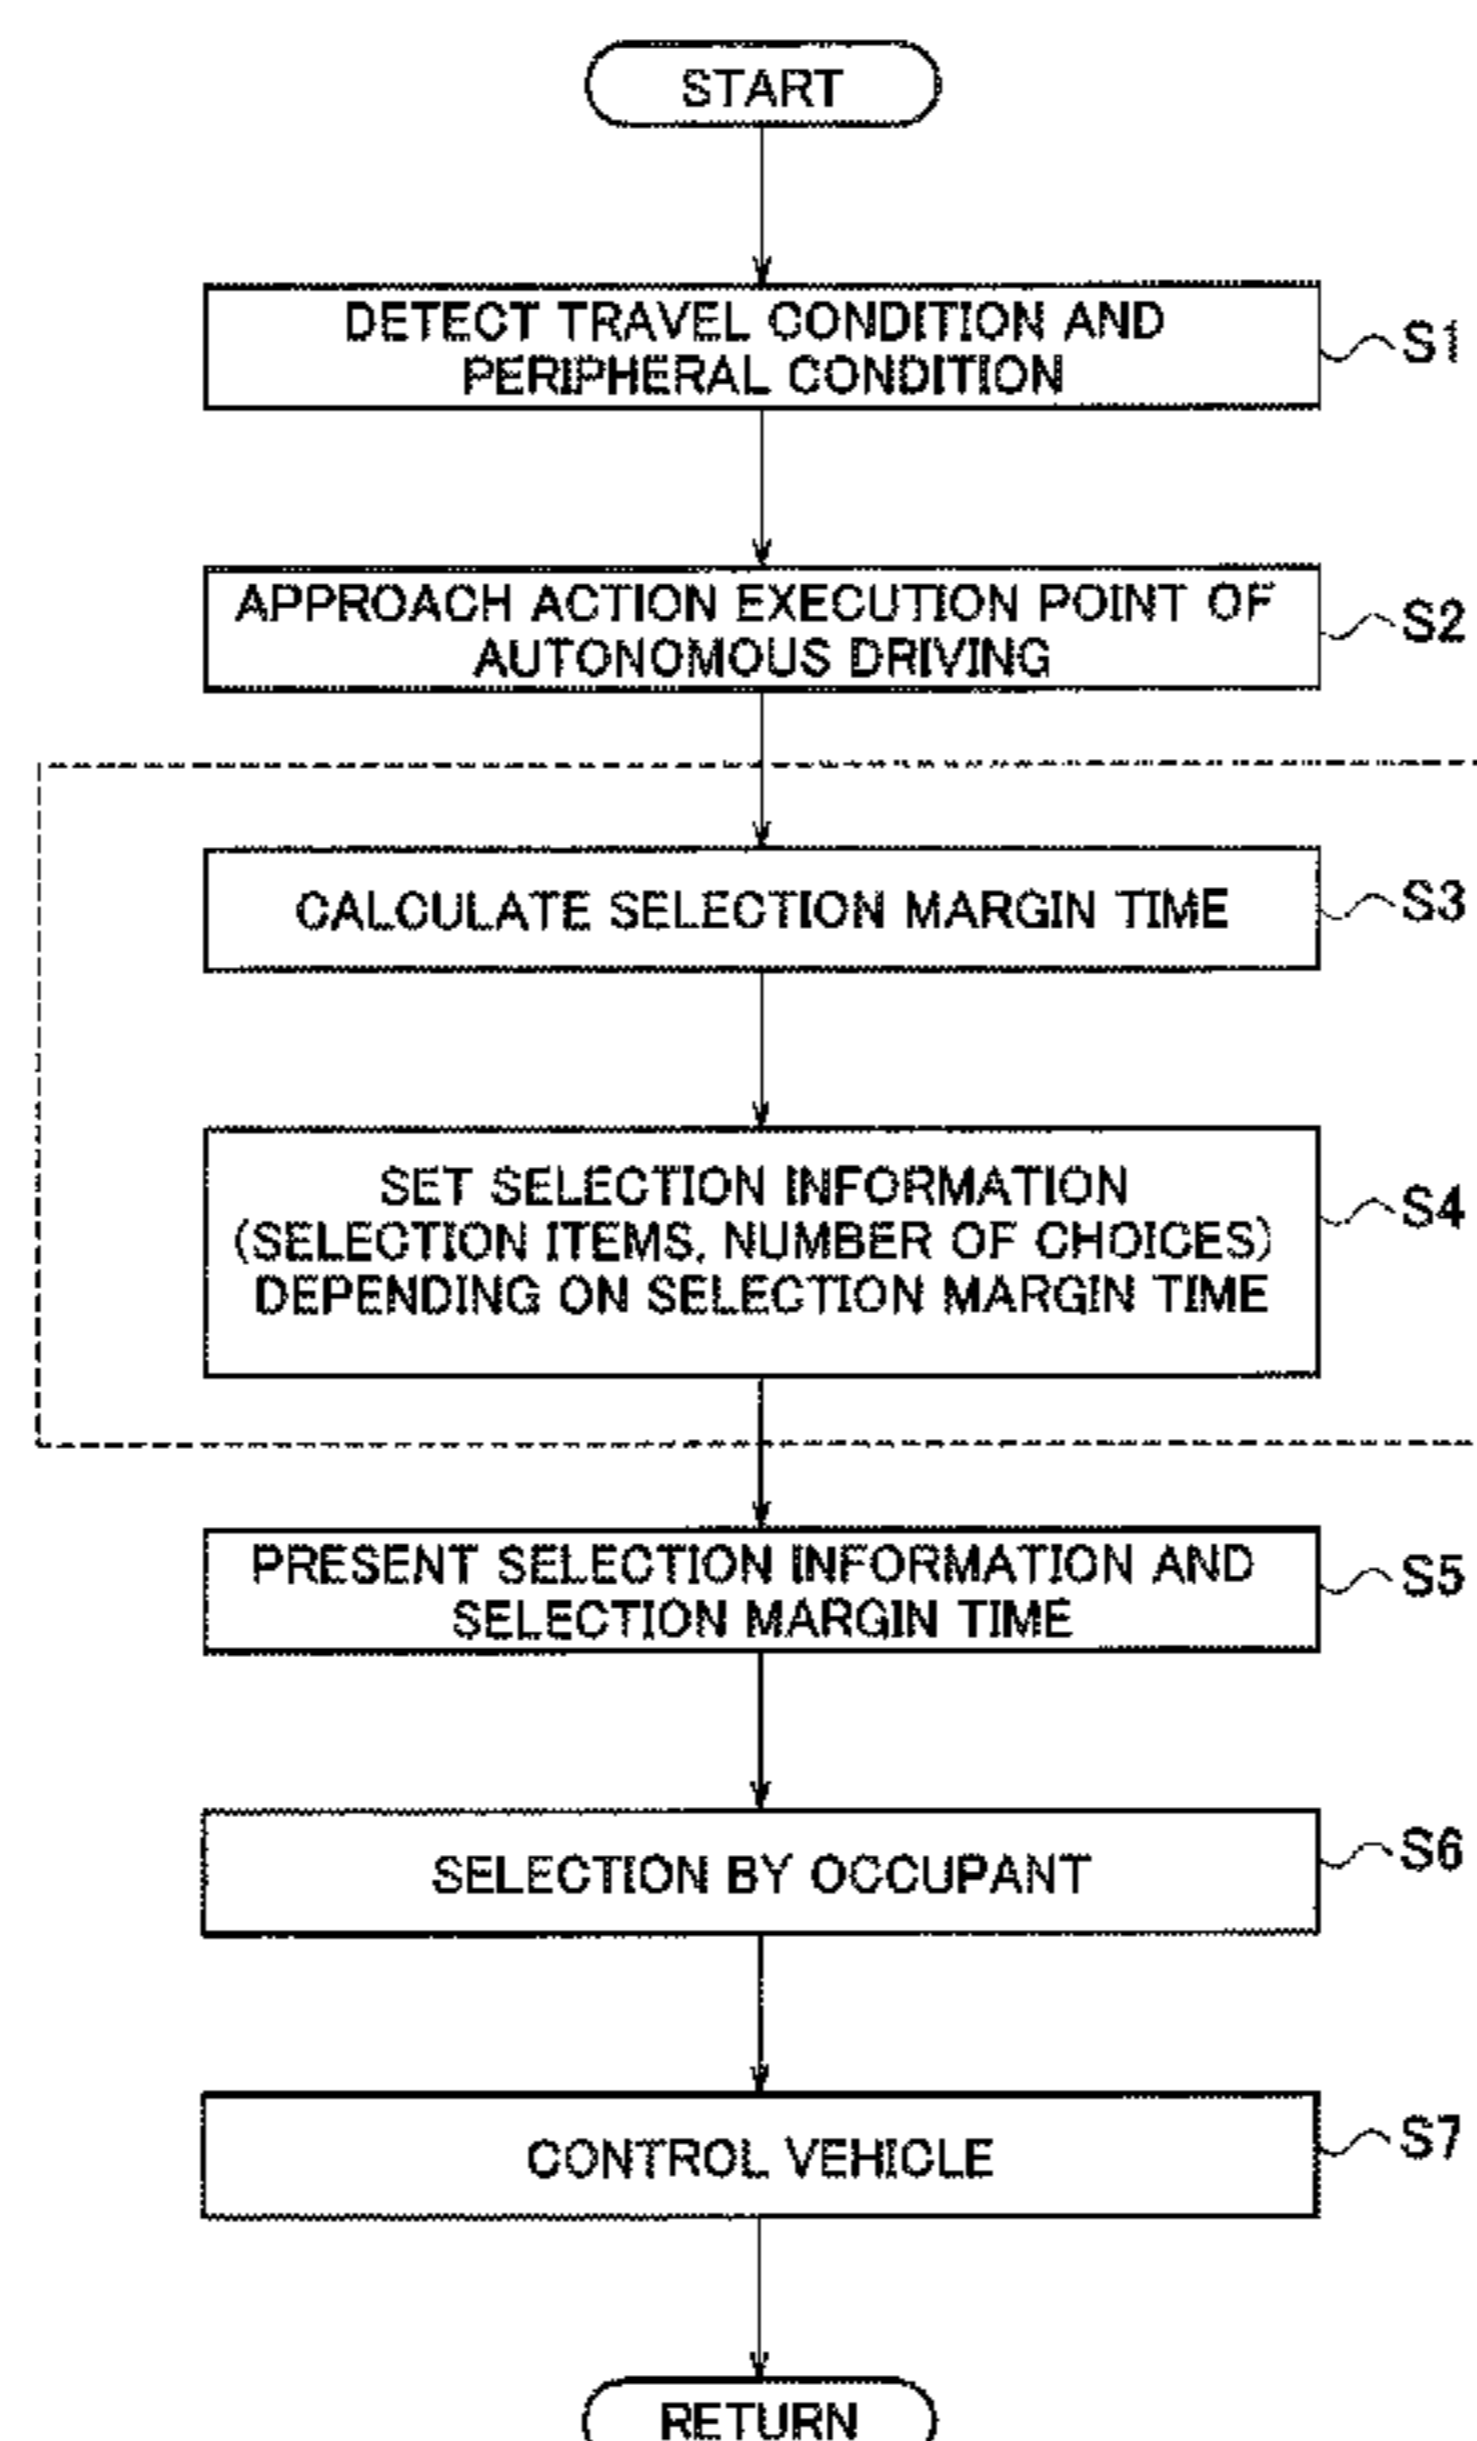 START
DETECT TRAVEL CONDITION AND
PERIPHERAL CONDITION
S1
APPROACH ACTION EXECUTION POINT OF
AUTONOMOUS DRIVING
S2
CALCULATE SELECTION MARGIN TIME
S3
SET SELECTION INFORMATION
(SELECTION ITEMS, NUMBER OF CHOICES)
DEPENDING ON SELECTION MARGIN TIME
S4
PRESENT SELECTION INFORMATION AND
SELECTION MARGIN TIME
S5
SELECTION BY OCCUPANT
S6
CONTROL VEHICLE
S7
RETURN